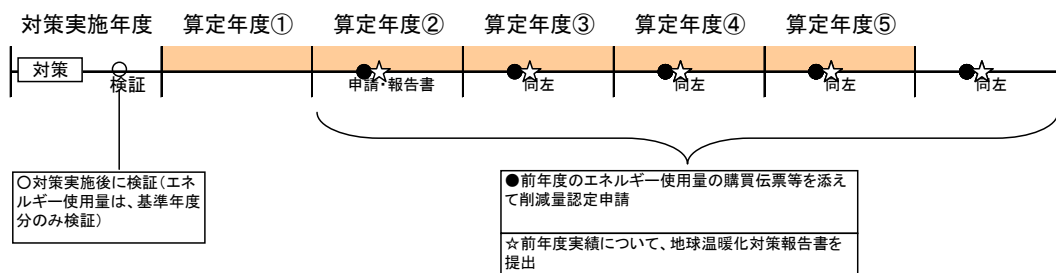 対策実施年度 算定年度① 算定年度② 算定年度③ 算定年度④ 算定年度⑤
対策
検証 申請・報告書 同左 同左 同左 同左
○対策実施後に検証(エネ
ルギー使用量は、基準年度
分のみ検証)
●前年度のエネルギー使用量の購買伝票等を添え
て削減量認定申請
☆前年度実績について、地球温暖化対策報告書を
提出